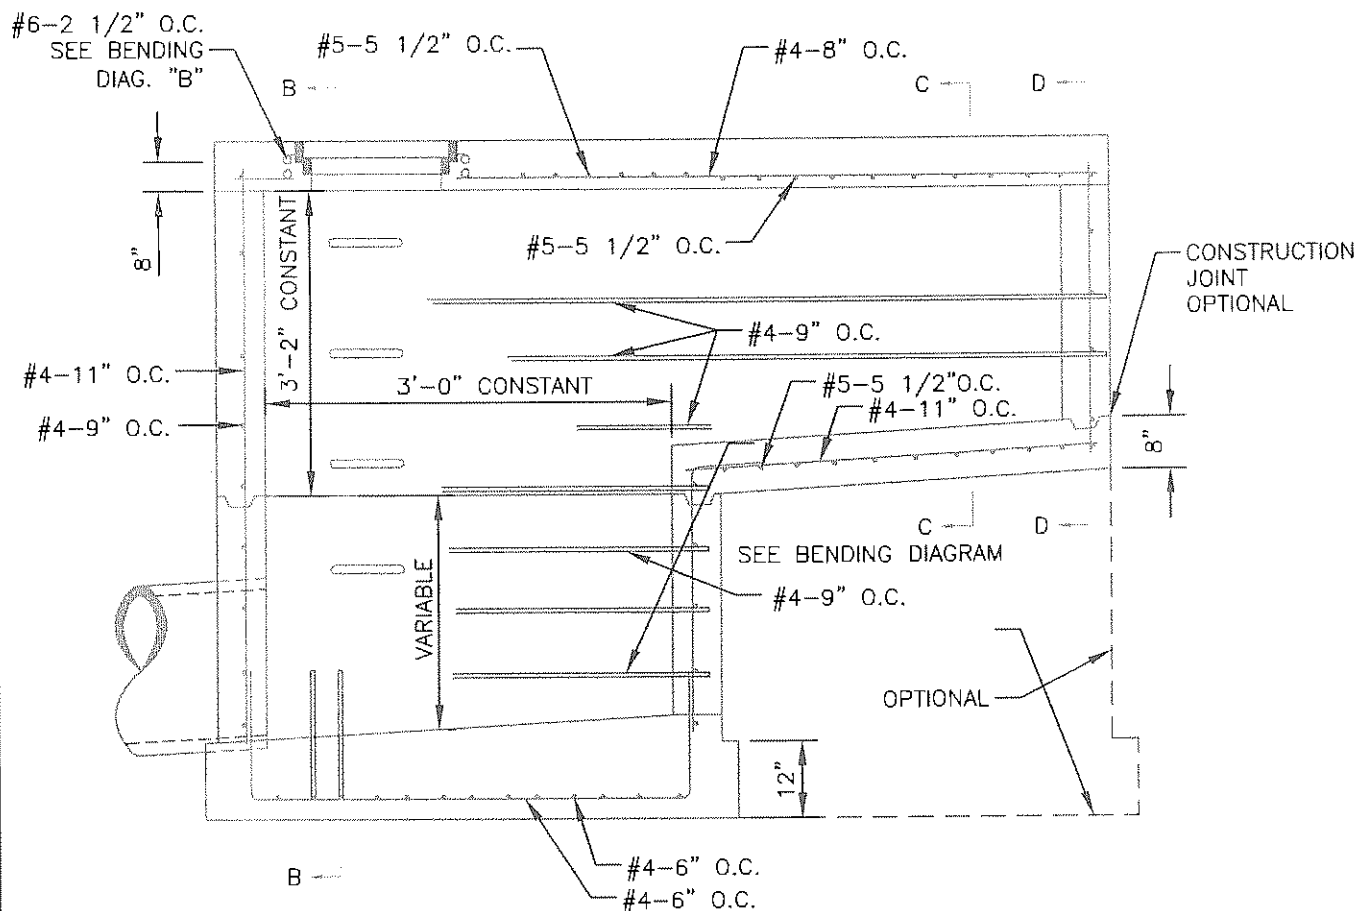 #6-2 1/2" O.C.
SEE BENDING
DIAG. "B"
#5-5 1/2" O.C.
#4-8" O.C.
B
C
D
8"
3'-2" CONSTANT
#5-5 1/2" O.C.
CONSTRUCTION
JOINT
OPTIONAL
#4-9" O.C.
#4-11" O.C.
3'-0" CONSTANT
#5-5 1/2"O.C.
#4-11" O.C.
#4-9" O.C.
8"
C
D
SEE BENDING DIAGRAM
#4-9" O.C.
VARIABLE
OPTIONAL
12"
B
#4-6" O.C.
#4-6" O.C.